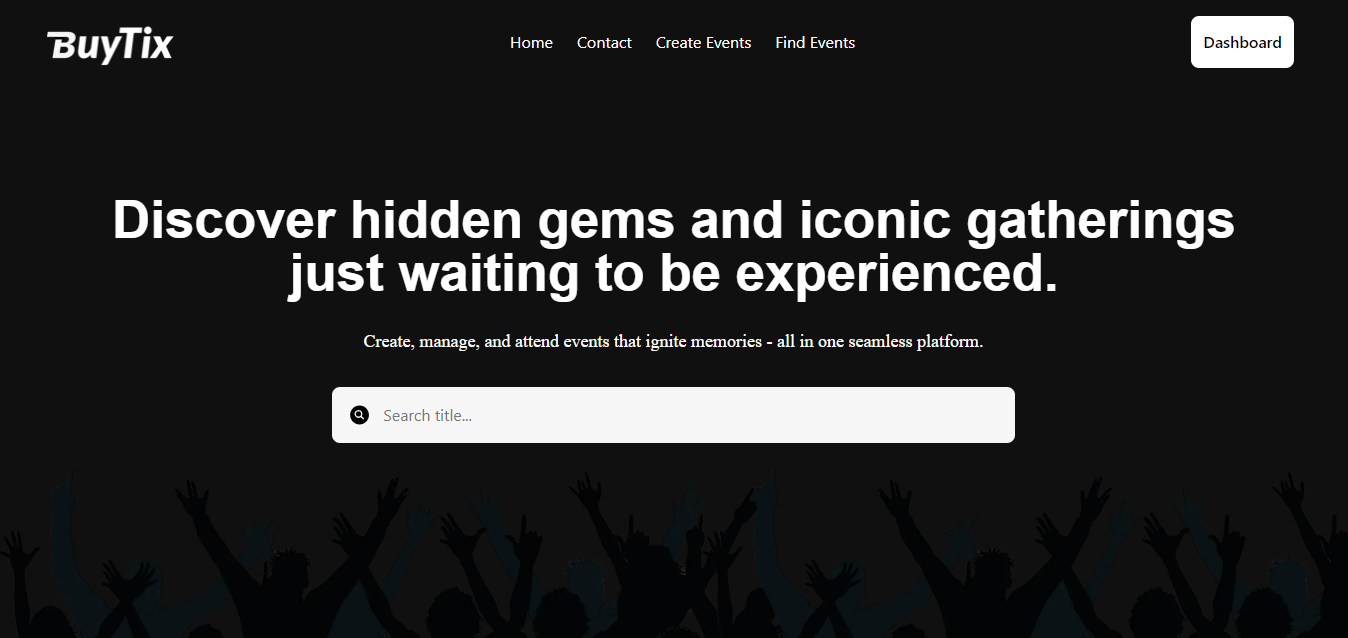 BuyTix
Home
Contact
Create Events
Find Events
Dashboard
Discover hidden gems and iconic gatherings
just waiting to be experienced.
Create, manage, and attend events that ignite memories - all in one seamless platform.
Search title...